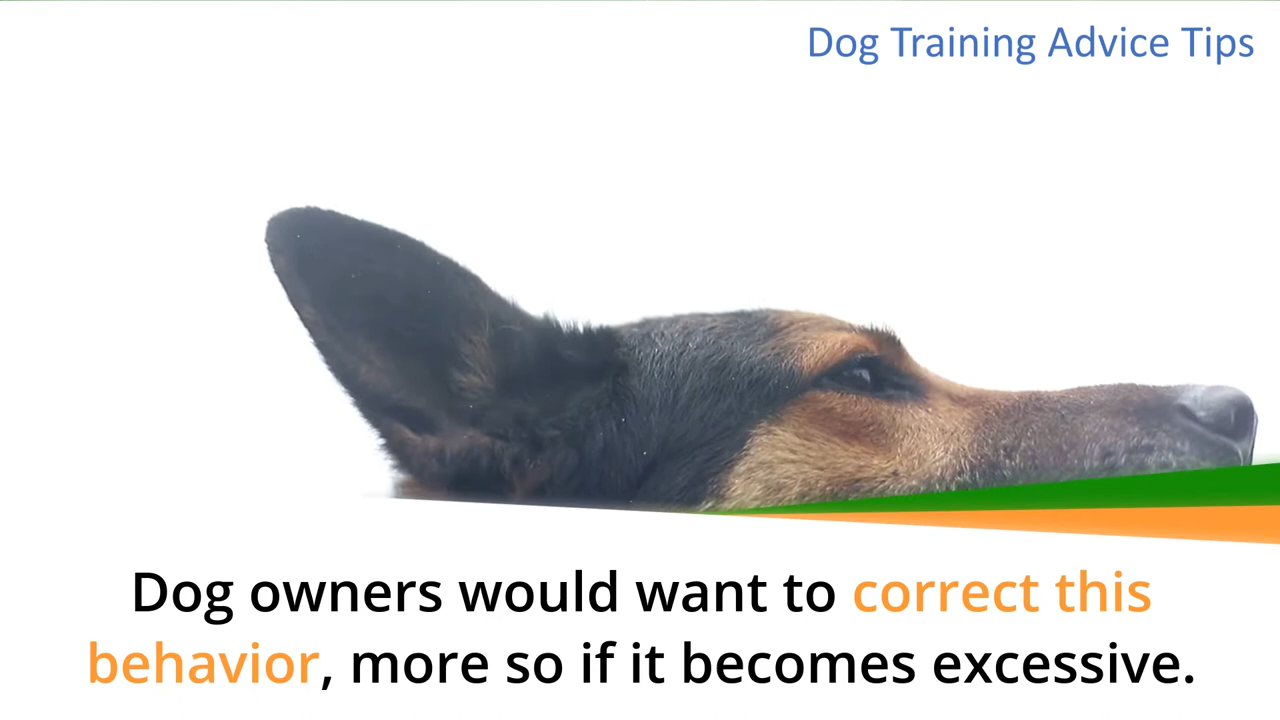 Dog Training Advice Tips
Dog owners would want to correct this
behavior, more so if it becomes excessive.